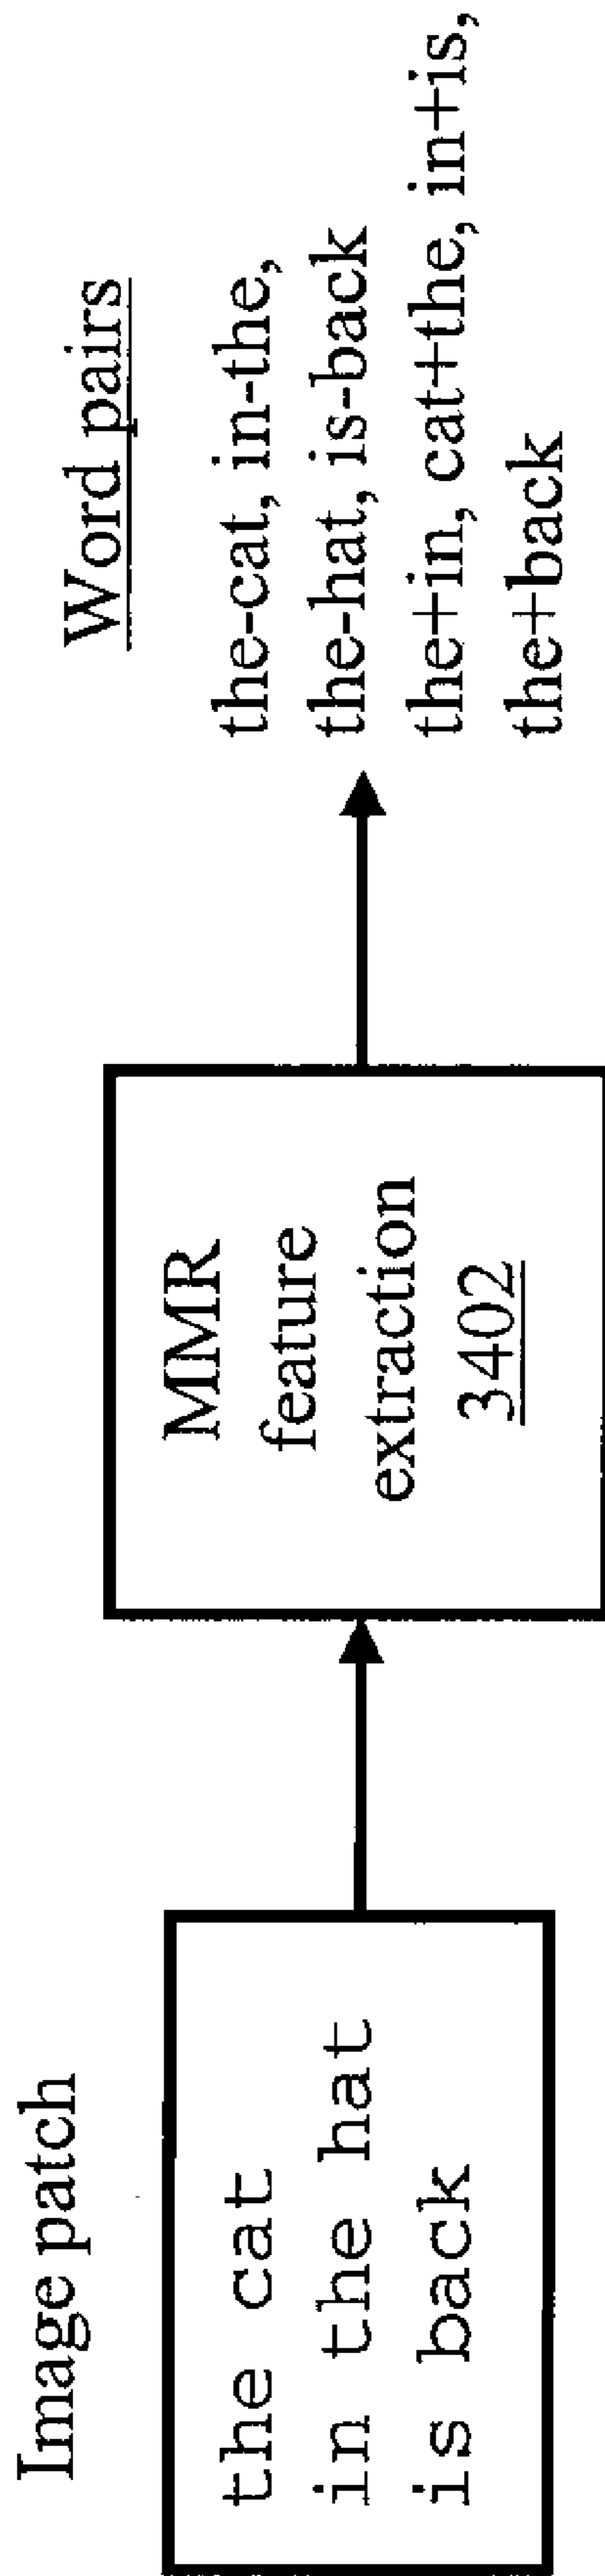 Image patch
the cat
in the hat
is back
MMR
feature
extraction
3402
Word pairs
the-cat, in-the,
the-hat, is-back
the+in, cat+the, in+is,
the+back